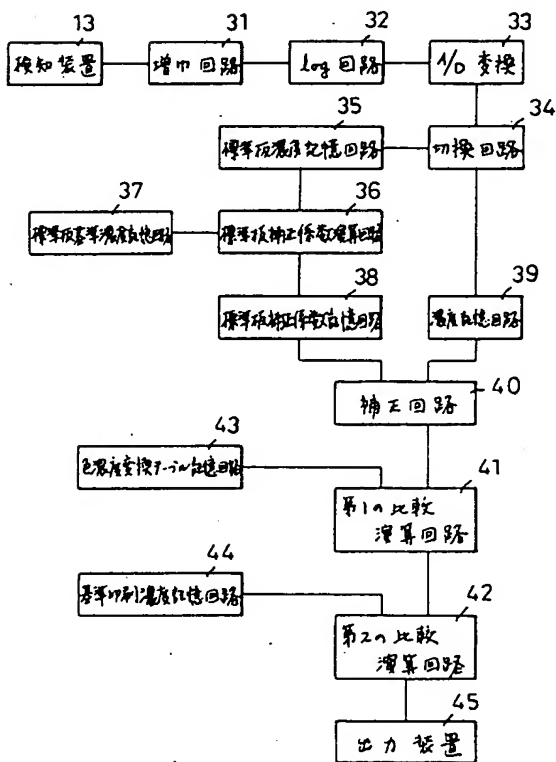 13
31
32
33
検知装置
増巾回路
log回路
A/D 変換
35
34
標準板濃度記憶回路
切換回路
37
36
標準板基準濃度記憶回路
標準板補正係数演算回路
38
39
標準板補正係数記憶回路
濃度記憶回路
40
補正回路
43
41
色濃度変換テーブル記憶回路
第1の比較
演算回路
44
42
基準印刷濃度記憶回路
第2の比較
演算回路
45
出力装置